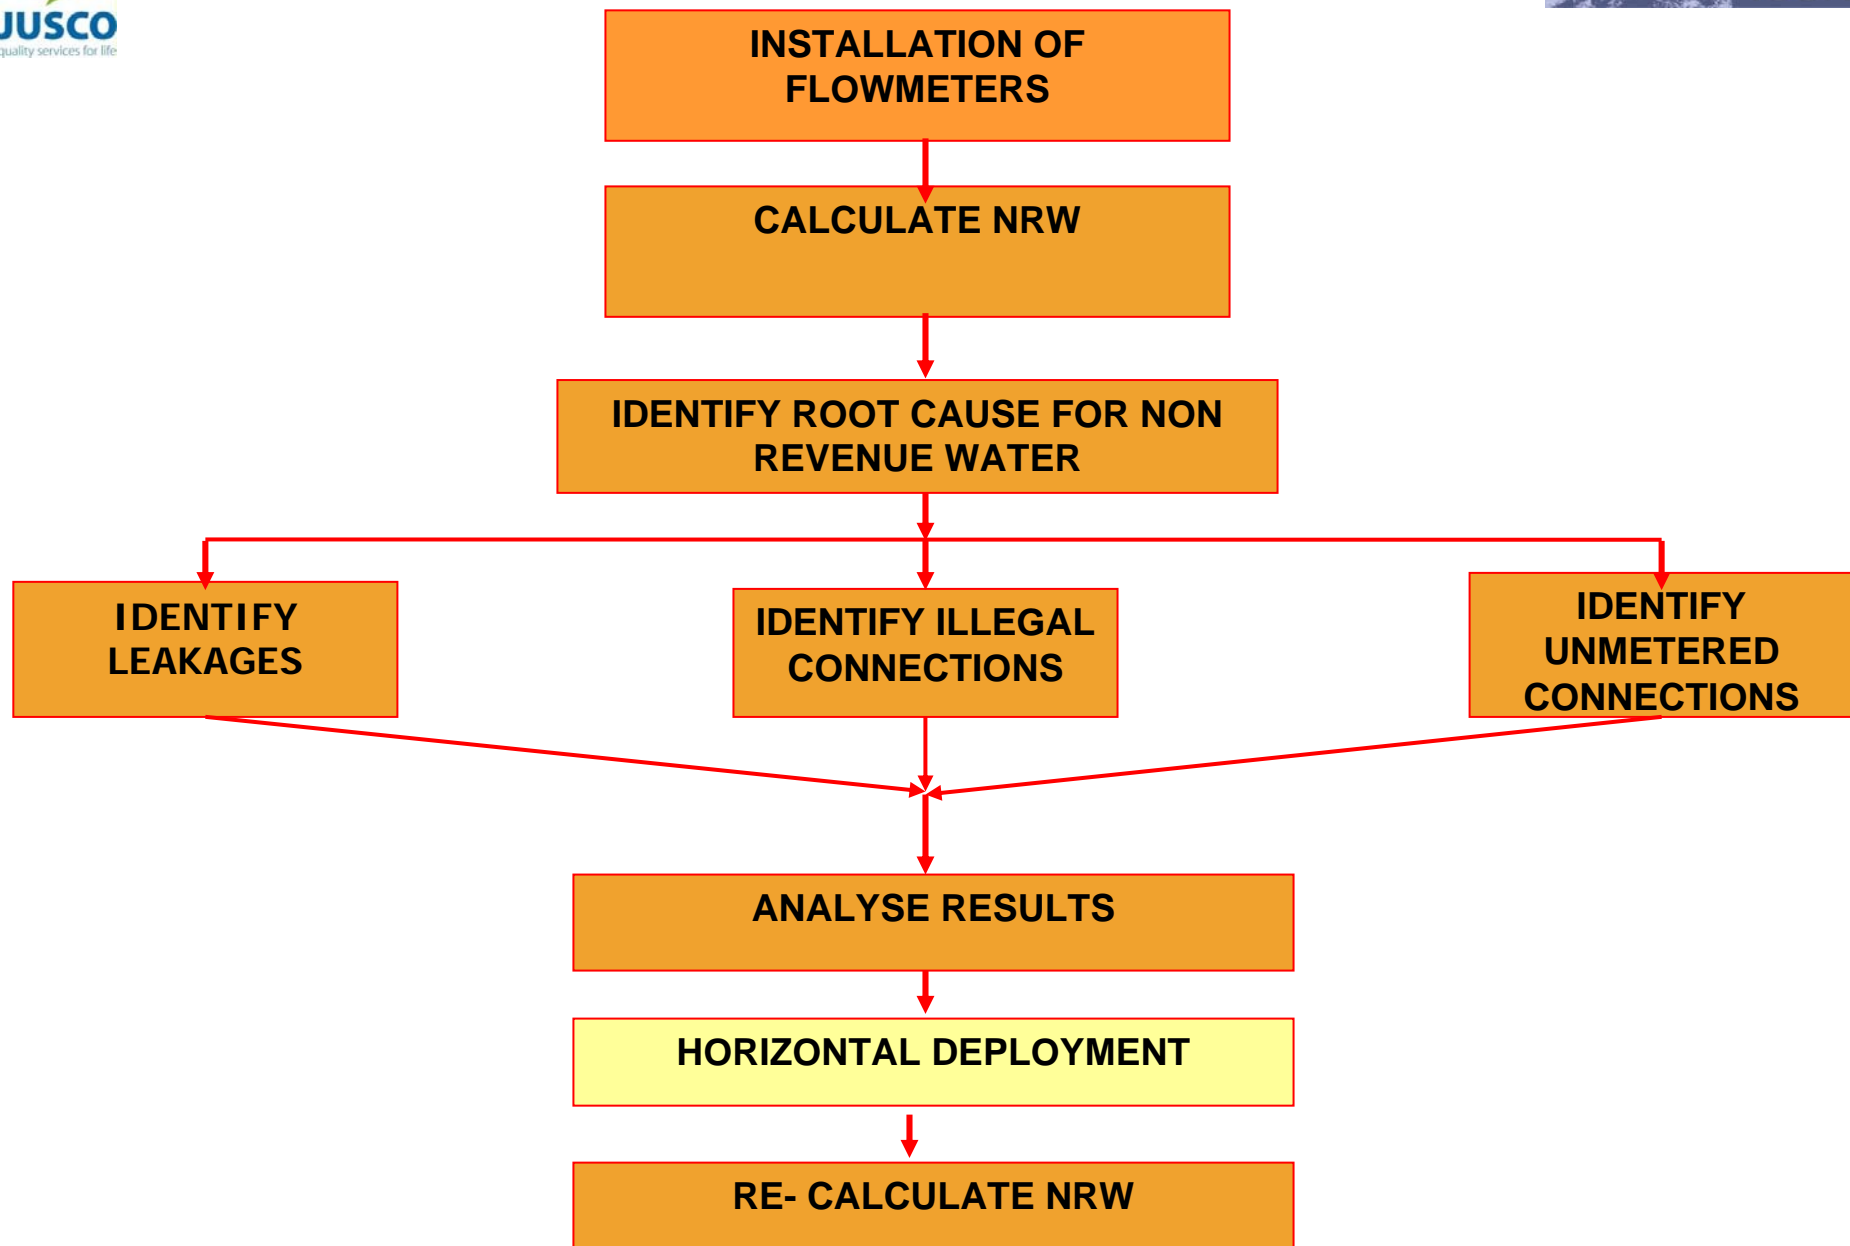 JUSCO
quality services for life
INSTALLATION OF
FLOWMETERS
CALCULATE NRW
IDENTIFY ROOT CAUSE FOR NON
REVENUE WATER
IDENTIFY
LEAKAGES
IDENTIFY ILLEGAL
CONNECTIONS
IDENTIFY
UNMETERED
CONNECTIONS
ANALYSE RESULTS
HORIZONTAL DEPLOYMENT
RE- CALCULATE NRW